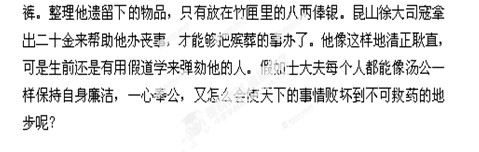 裤。整理他遗留下的物品，只有放在竹匣里的八两俸银。昆山徐大司寇拿
出二十金来帮助他办丧事，才能够把殡葬的事办了。他像这样地清正耿直，
可是生前还是有用假道学来弹劾他的人。假如士大夫每个人都能像汤公一
样保持自身廉洁，一心奉公，又怎么会使天下的事情败坏到不可救药的地
步呢？